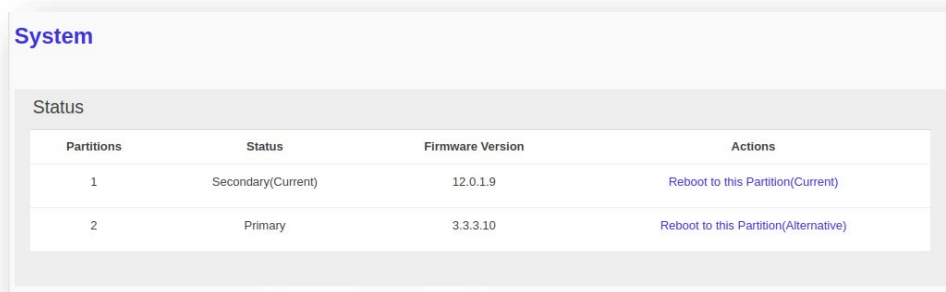 System
Status
Partitions Status Firmware Version Actions
1 Secondary(Current) 12.0.1.9 Reboot to this Partition(Current)
2 Primary 3.3.3.10 Reboot to this Partition(Alternative)